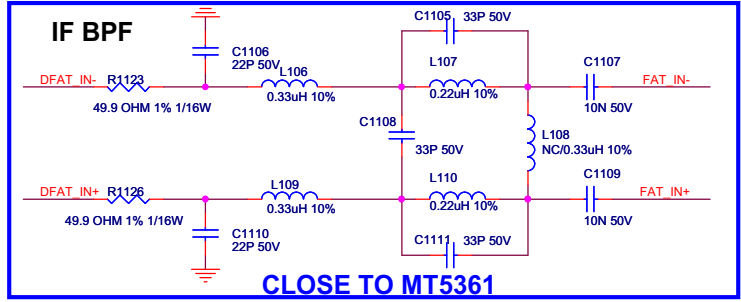 IF BPF
C1105 33P 50V
C1106
22P 50V
L106
0.33uH 10%
L107
0.22uH 10%
C1107
10N 50V
DFAT_IN-
R1123
49.9 OHM 1% 1/16W
FAT_IN-
C1108
33P 50V
L108
NC/0.33uH 10%
DFAT_IN+
R1126
49.9 OHM 1% 1/16W
L109
0.33uH 10%
L110
0.22uH 10%
C1109
10N 50V
FAT_IN+
C1110
22P 50V
C1111 33P 50V
CLOSE TO MT5361